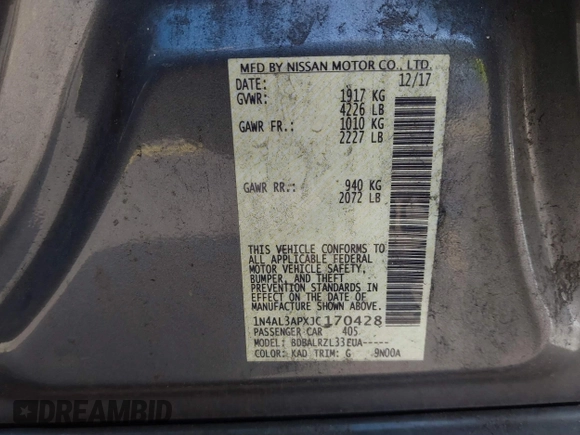 MFD BY NISSAN MOTOR CO., LTD.
DATE: 12/17
GVWR: 1917 KG
4226 LB
GAWR FR.: 1010 KG
2227 LB
GAWR RR.: 940 KG
2072 LB
THIS VEHICLE CONFORMS TO
ALL APPLICABLE FEDERAL
MOTOR VEHICLE SAFETY,
BUMPER, AND THEFT
PREVENTION STANDARDS IN
EFFECT ON THE DATE OF
MANUFACTURE SHOWN ABOVE.
1N4AL3APXJC170428
PASSENGER CAR 405
MODEL: BDBALRZL33EUA-----
COLOR: KAD TRIM: G 9N00A
DREAMBID